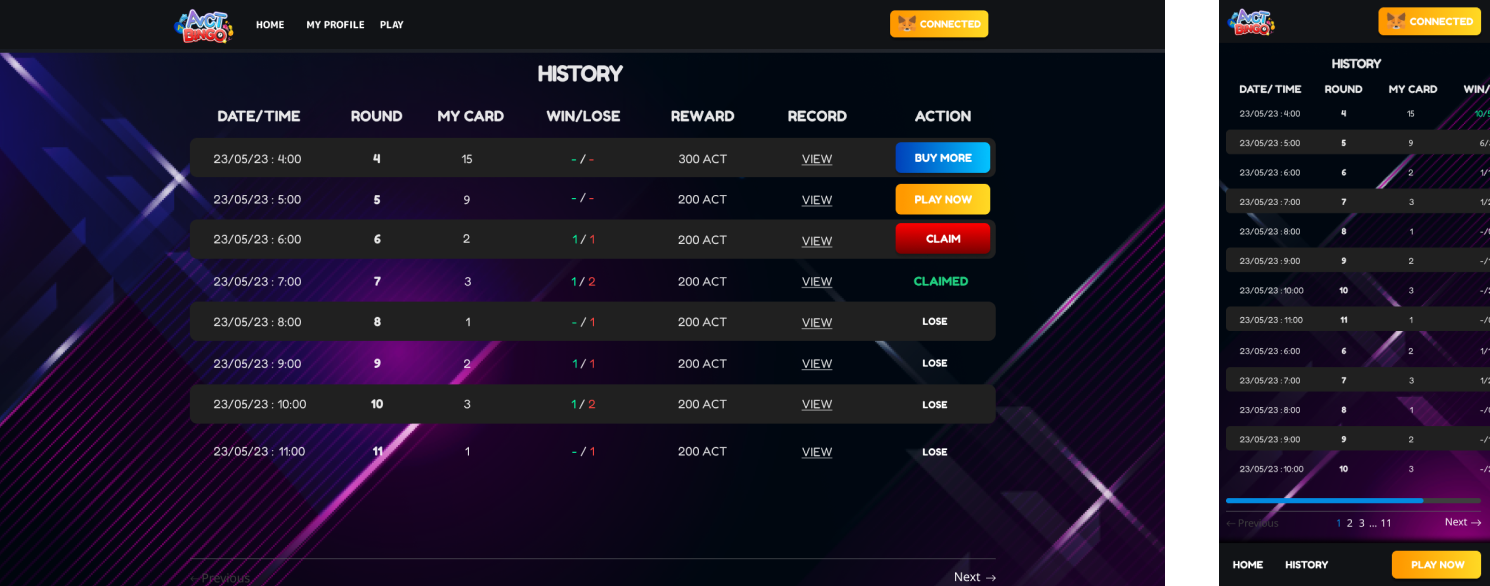 ACT BINGO HOME MY PROFILE PLAY CONNECTED
HISTORY
DATE/TIME ROUND MY CARD WIN/LOSE REWARD RECORD ACTION
23/05/23 : 4:00 4 15 - / - 300 ACT VIEW BUY MORE
23/05/23 : 5:00 5 9 - / - 200 ACT VIEW PLAY NOW
23/05/23 : 6:00 6 2 1 / 1 200 ACT VIEW CLAIM
23/05/23 : 7:00 7 3 1 / 2 200 ACT VIEW CLAIMED
23/05/23 : 8:00 8 1 - / 1 200 ACT VIEW LOSE
23/05/23 : 9:00 9 2 1 / 1 200 ACT VIEW LOSE
23/05/23 : 10:00 10 3 1 / 2 200 ACT VIEW LOSE
23/05/23 : 11:00 11 1 - / 1 200 ACT VIEW LOSE
← Previous Next →
ACT BINGO CONNECTED
HISTORY
DATE/ TIME ROUND MY CARD WIN/
23/05/23 : 4:00 4 15 10/
23/05/23 : 5:00 5 9 6/
23/05/23 : 6:00 6 2 1/
23/05/23 : 7:00 7 3 1/
23/05/23 : 8:00 8 1 -/
23/05/23 : 9:00 9 2 -/
23/05/23 : 10:00 10 3 -/
23/05/23 : 11:00 11 1 -/
23/05/23 : 6:00 6 2 1/
23/05/23 : 7:00 7 3 1/
23/05/23 : 8:00 8 1 -/
23/05/23 : 9:00 9 2 -/
23/05/23 : 10:00 10 3 -/
← Previous 1 2 3 ... 11 Next →
HOME HISTORY PLAY NOW